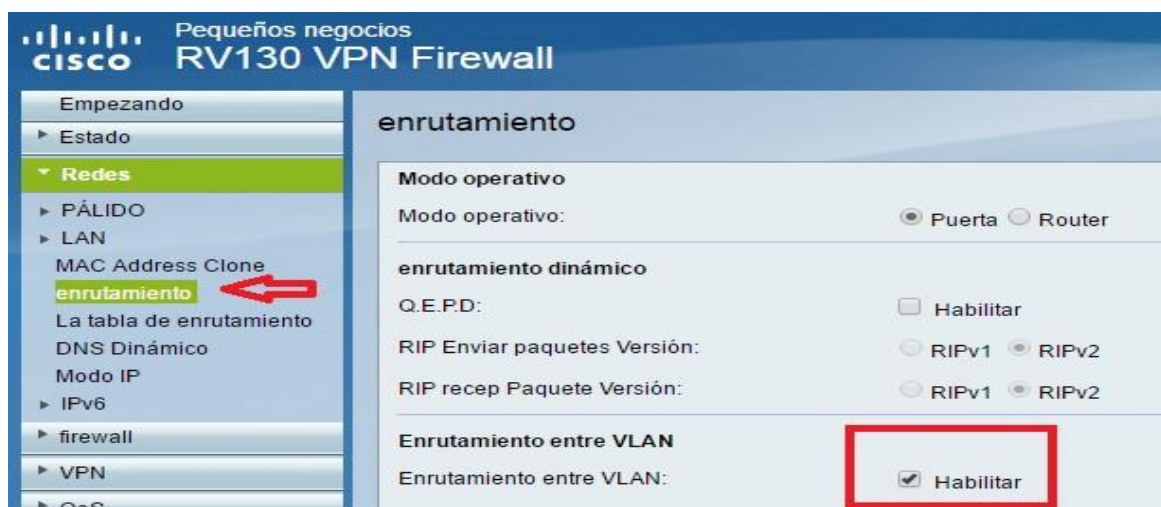 CISCO
Pequeños negocios
RV130 VPN Firewall
Empezando
Estado
Redes
PÁLIDO
LAN
MAC Address Clone
enrutamiento
La tabla de enrutamiento
DNS Dinámico
Modo IP
IPv6
firewall
VPN
enrutamiento
Modo operativo
Modo operativo: Puerta Router
enrutamiento dinámico
Q.E.P.D: Habilitar
RIP Enviar paquetes Versión: RIPv1 RIPv2
RIP recep Paquete Versión: RIPv1 RIPv2
Enrutamiento entre VLAN
Enrutamiento entre VLAN: Habilitar